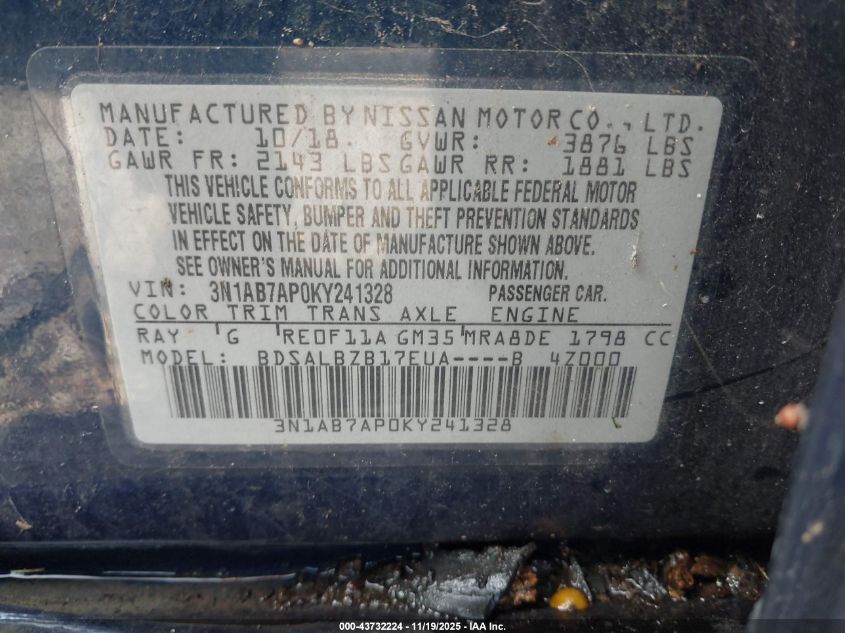 MANUFACTURED BY NISSAN MOTOR CO., LTD.
DATE: 10/18. GVWR: 3876 LBS
GAWR FR: 2143 LBS GAWR RR: 1881 LBS
THIS VEHICLE CONFORMS TO ALL APPLICABLE FEDERAL MOTOR
VEHICLE SAFETY, BUMPER AND THEFT PREVENTION STANDARDS
IN EFFECT ON THE DATE OF MANUFACTURE SHOWN ABOVE.
SEE OWNER'S MANUAL FOR ADDITIONAL INFORMATION.
VIN: 3N1AB7AP0KY241328 PASSENGER CAR.
COLOR TRIM TRANS AXLE ENGINE
RAY G RE0F11A GM35 MRA8DE 1798 CC
MODEL: BDSALBZB17EUA----B 4Z000
3N1AB7AP0KY241328
000-43732224 - 11/19/2025 - IAA Inc.